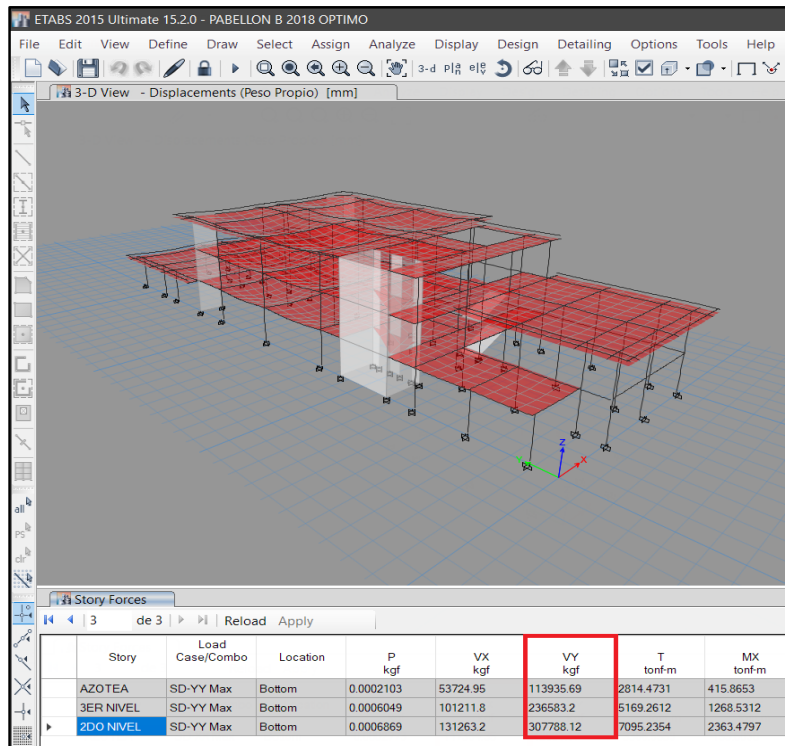 ETABS 2015 Ultimate 15.2.0 - PABELLON B 2018 OPTIMO
File Edit View Define Draw Select Assign Analyze Display Design Detailing Options Tools Help
3-d
3-D View - Displacements (Peso Propio) [mm]
Z
X
all
ps
clr
Story Forces
3 de 3 Reload Apply
Story Load Case/Combo Location P kgf VX kgf VY kgf T tonf-m MX tonf-m
AZOTEA SD-YY Max Bottom 0.0002103 53724.95 113935.69 2814.4731 415.8653
3ER NIVEL SD-YY Max Bottom 0.0006049 101211.8 236583.2 5169.2612 1268.5312
2DO NIVEL SD-YY Max Bottom 0.0006869 131263.2 307788.12 7095.2354 2363.4797